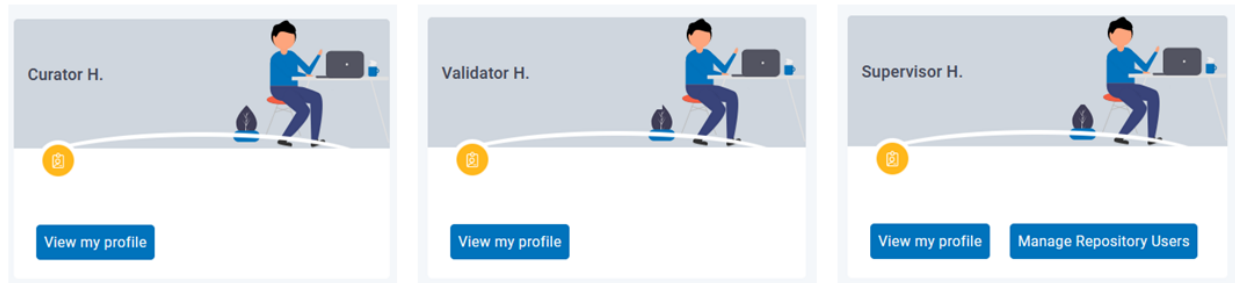 Curator H.
Validator H.
Supervisor H.
View my profile
View my profile
View my profile
Manage Repository Users